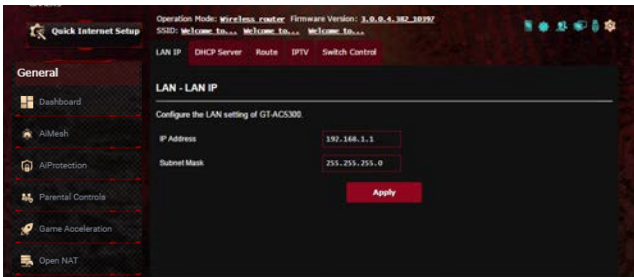 Quick Internet Setup
Operation Mode: Wireless router Firmware Version: 3.0.0.4.382_10397
SSID: Welcome to... Welcome to... Welcome to...
LAN IP DHCP Server Route IPTV Switch Control
General
Dashboard
AiMesh
AiProtection
Parental Controls
Game Acceleration
Open NAT
LAN - LAN IP
Configure the LAN setting of GT-AC5300.
IP Address 192.168.1.1
Subnet Mask 255.255.255.0
Apply